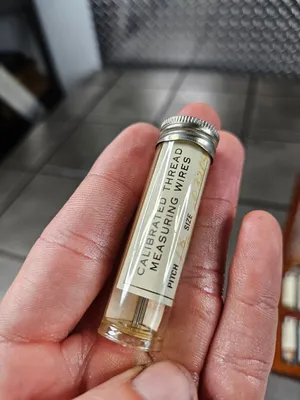 CALIBRATED THREAD
MEASURING WIRES
PITCH SIZE